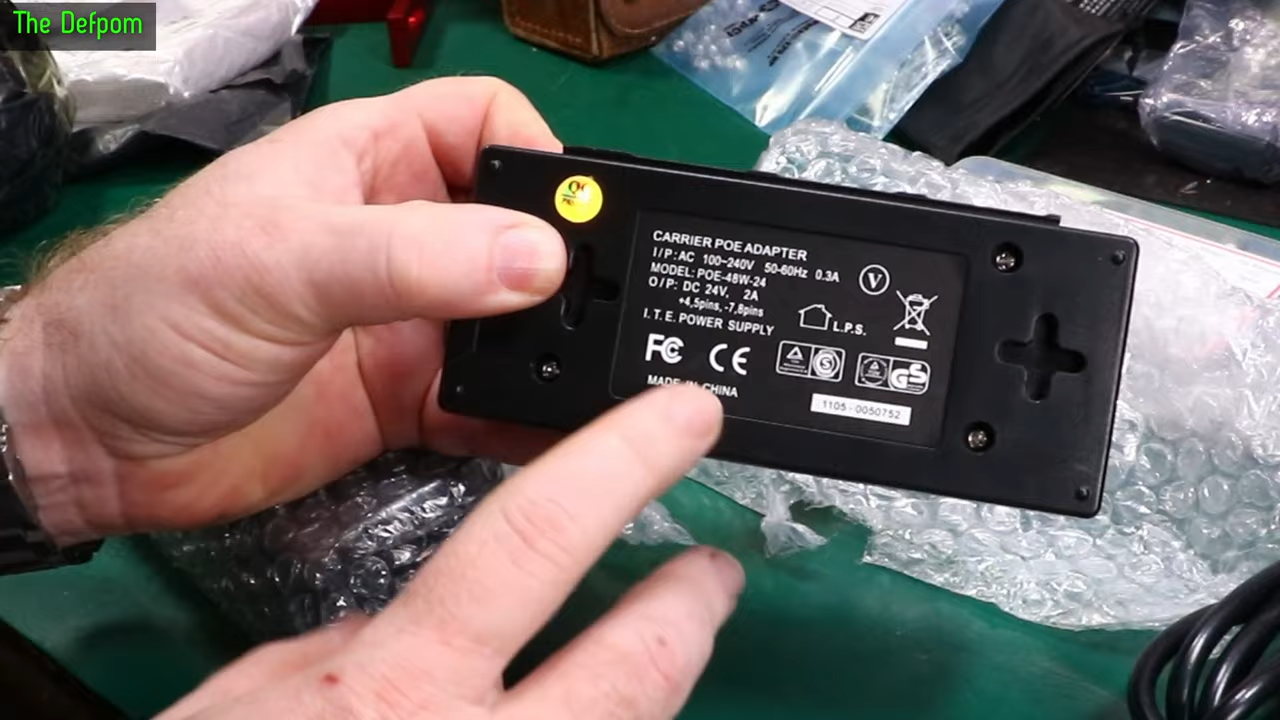 The Defpom
QC
CARRIER POE ADAPTER
I/P:AC 100~240V 50-60Hz 0.3A
MODEL: POE-48W-24
O/P: DC 24V, 2A
+4,5pins, -7,8pins
I.T.E. POWER SUPPLY
V
L.P.S.
FC CE
S
GS
MADE IN CHINA
1105-0050752